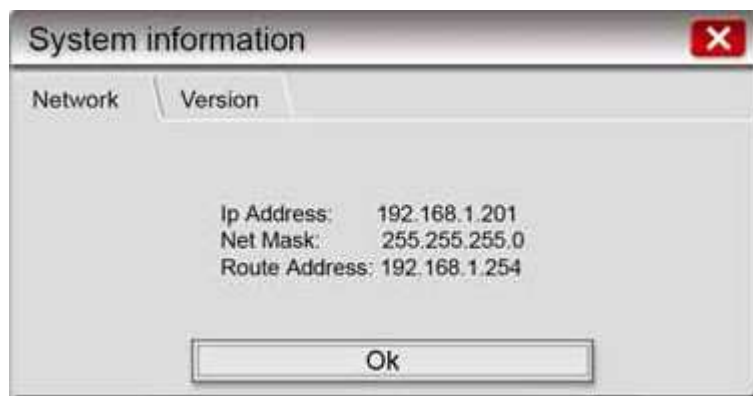 System information
Network Version
Ip Address: 192.168.1.201
Net Mask: 255.255.255.0
Route Address: 192.168.1.254
Ok